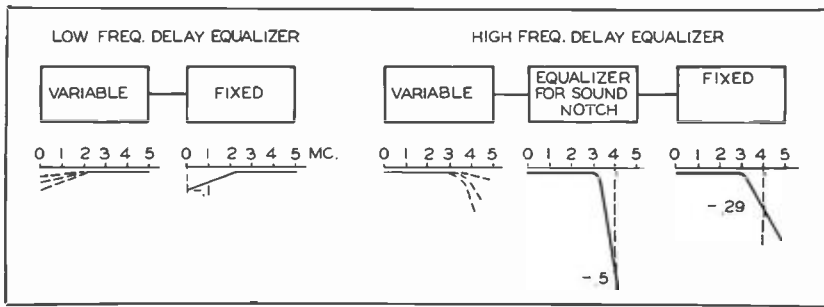 LOW FREQ. DELAY EQUALIZER
HIGH FREQ. DELAY EQUALIZER
VARIABLE
FIXED
VARIABLE
EQUALIZER
FOR SOUND
NOTCH
FIXED
0 1 2 3 4 5
0 1 2 3 4 5 MC.
0 1 2 3 4 5
0 1 2 3 4 5
0 1 2 3 4 5
-.1
-.5
-.29